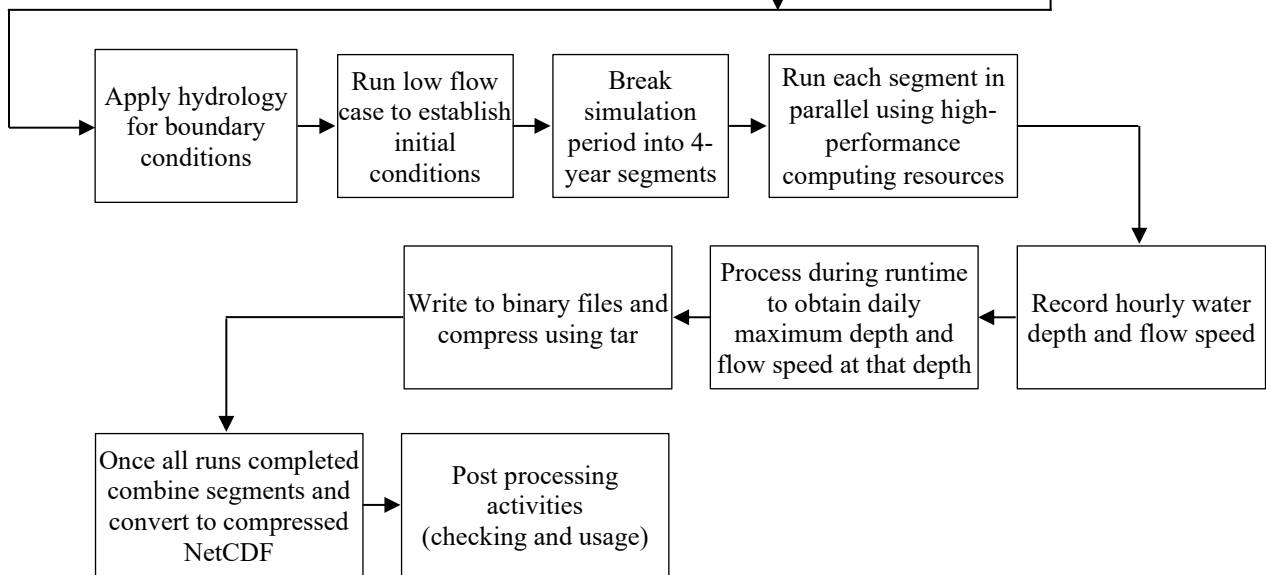 Apply hydrology
for boundary
conditions
Run low flow
case to establish
initial
conditions
Break
simulation
period into 4-
year segments
Run each segment in
parallel using high-
performance
computing resources
Record hourly water
depth and flow speed
Process during runtime
to obtain daily
maximum depth and
flow speed at that depth
Write to binary files and
compress using tar
Once all runs completed
combine segments and
convert to compressed
NetCDF
Post processing
activities
(checking and usage)